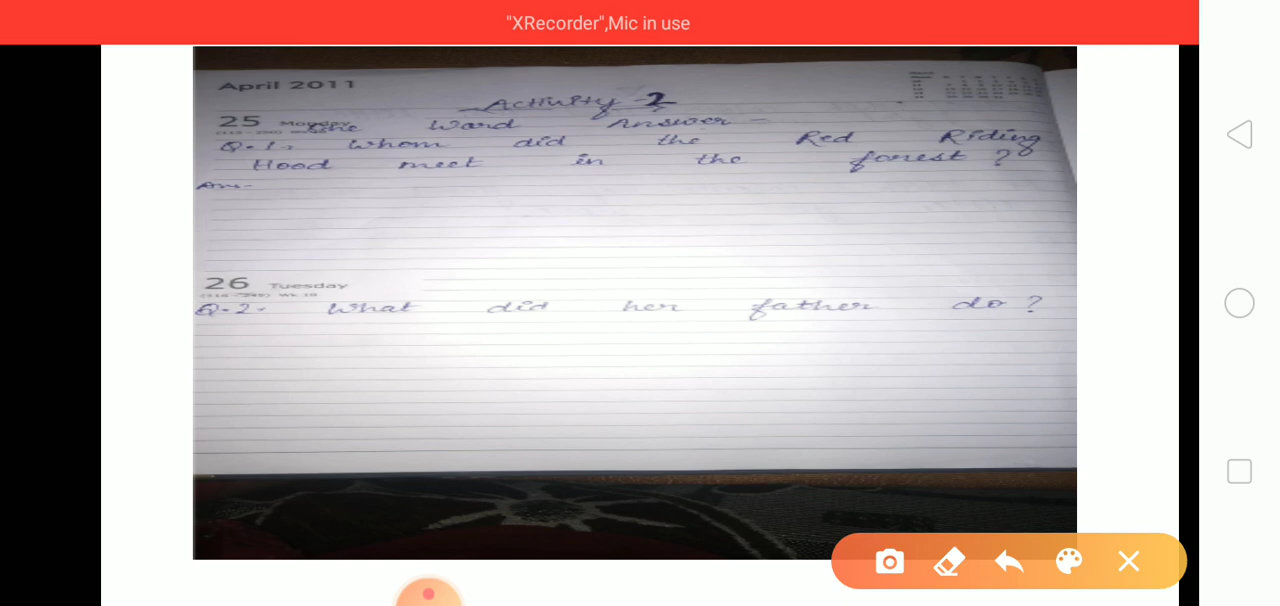 "XRecorder",Mic in use
April 2011
Activity - 2
25 Monday
One Word Answer -
Q.1. Whom did the Red Riding
Hood meet in the forest ?
Ans-
26 Tuesday
Q.2. What did her father do ?